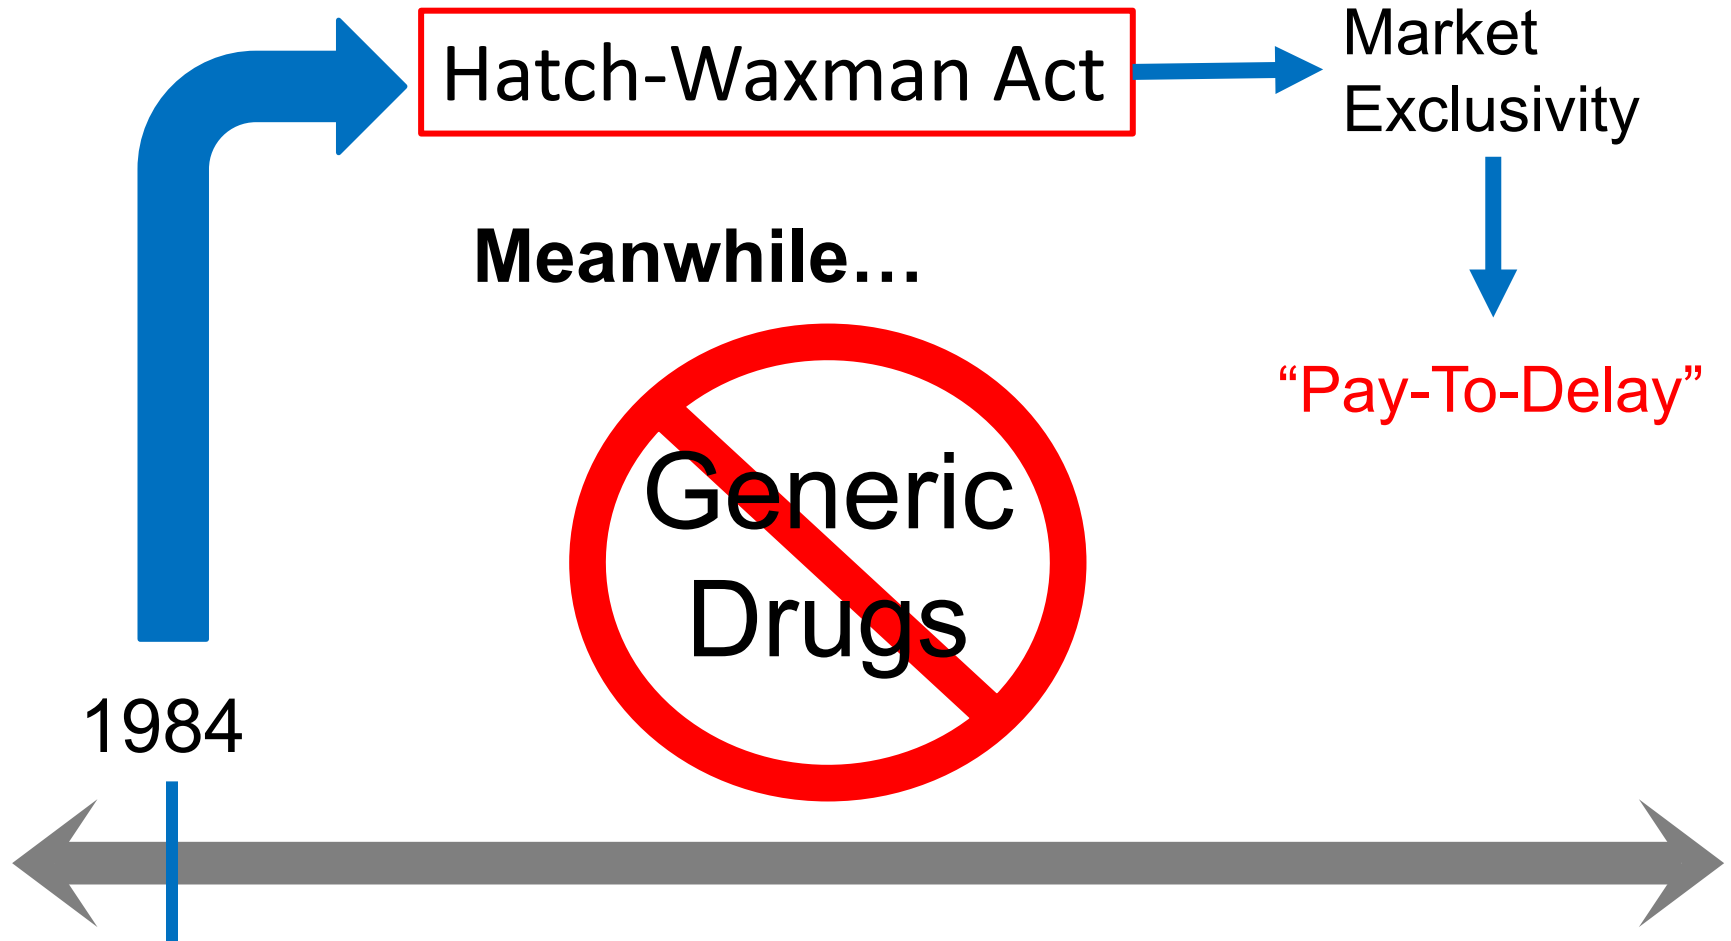 Hatch-Waxman Act
Market
Exclusivity
Meanwhile…
“Pay-To-Delay”
Generic
Drugs
1984